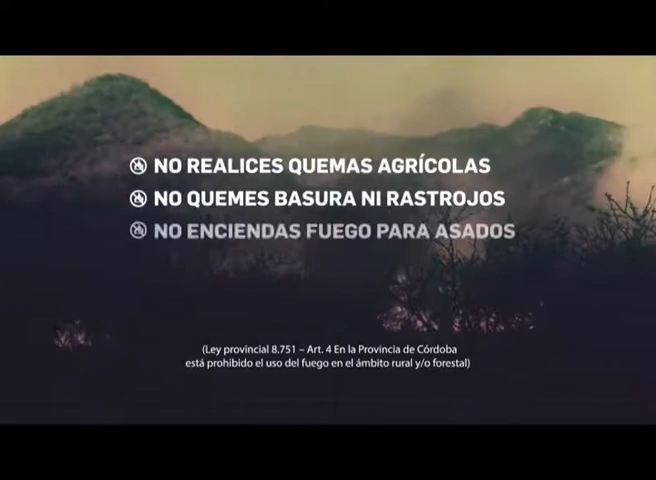 NO REALICES QUEMAS AGRÍCOLAS
NO QUEMES BASURA NI RASTROJOS
NO ENCIENDAS FUEGO PARA ASADOS
(Ley provincial 8.751 – Art. 4 En la Provincia de Córdoba
está prohibido el uso del fuego en el ámbito rural y/o forestal)